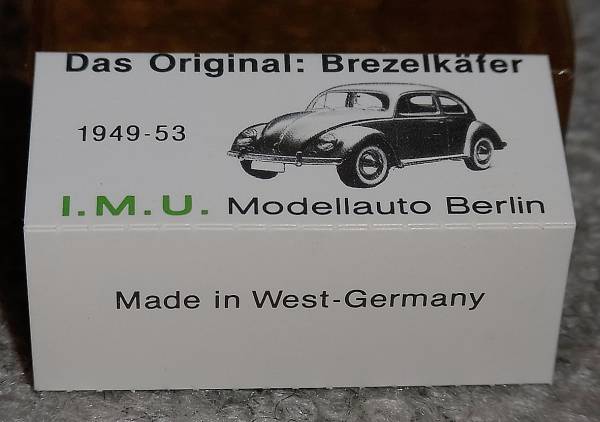 Das Original: Brezelkäfer
1949-53
I.M.U. Modellauto Berlin
Made in West-Germany